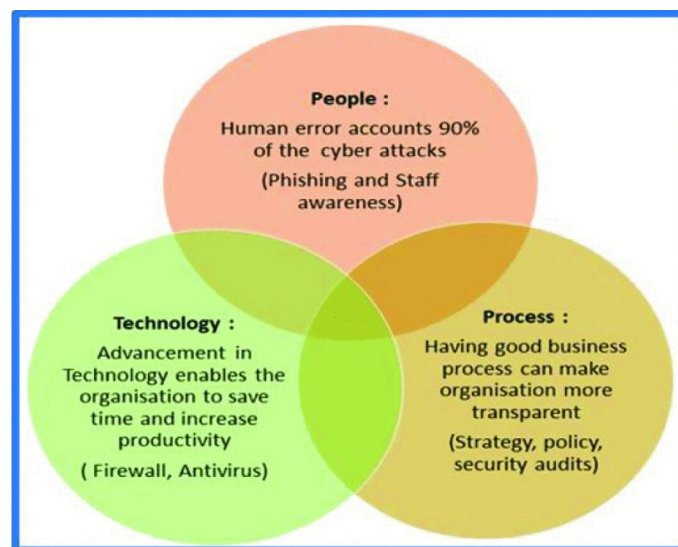 People :
Human error accounts 90%
of the cyber attacks
(Phishing and Staff
awareness)
Technology :
Advancement in
Technology enables the
organisation to save
time and increase
productivity
( Firewall, Antivirus)
Process :
Having good business
process can make
organisation more
transparent
(Strategy, policy,
security audits)